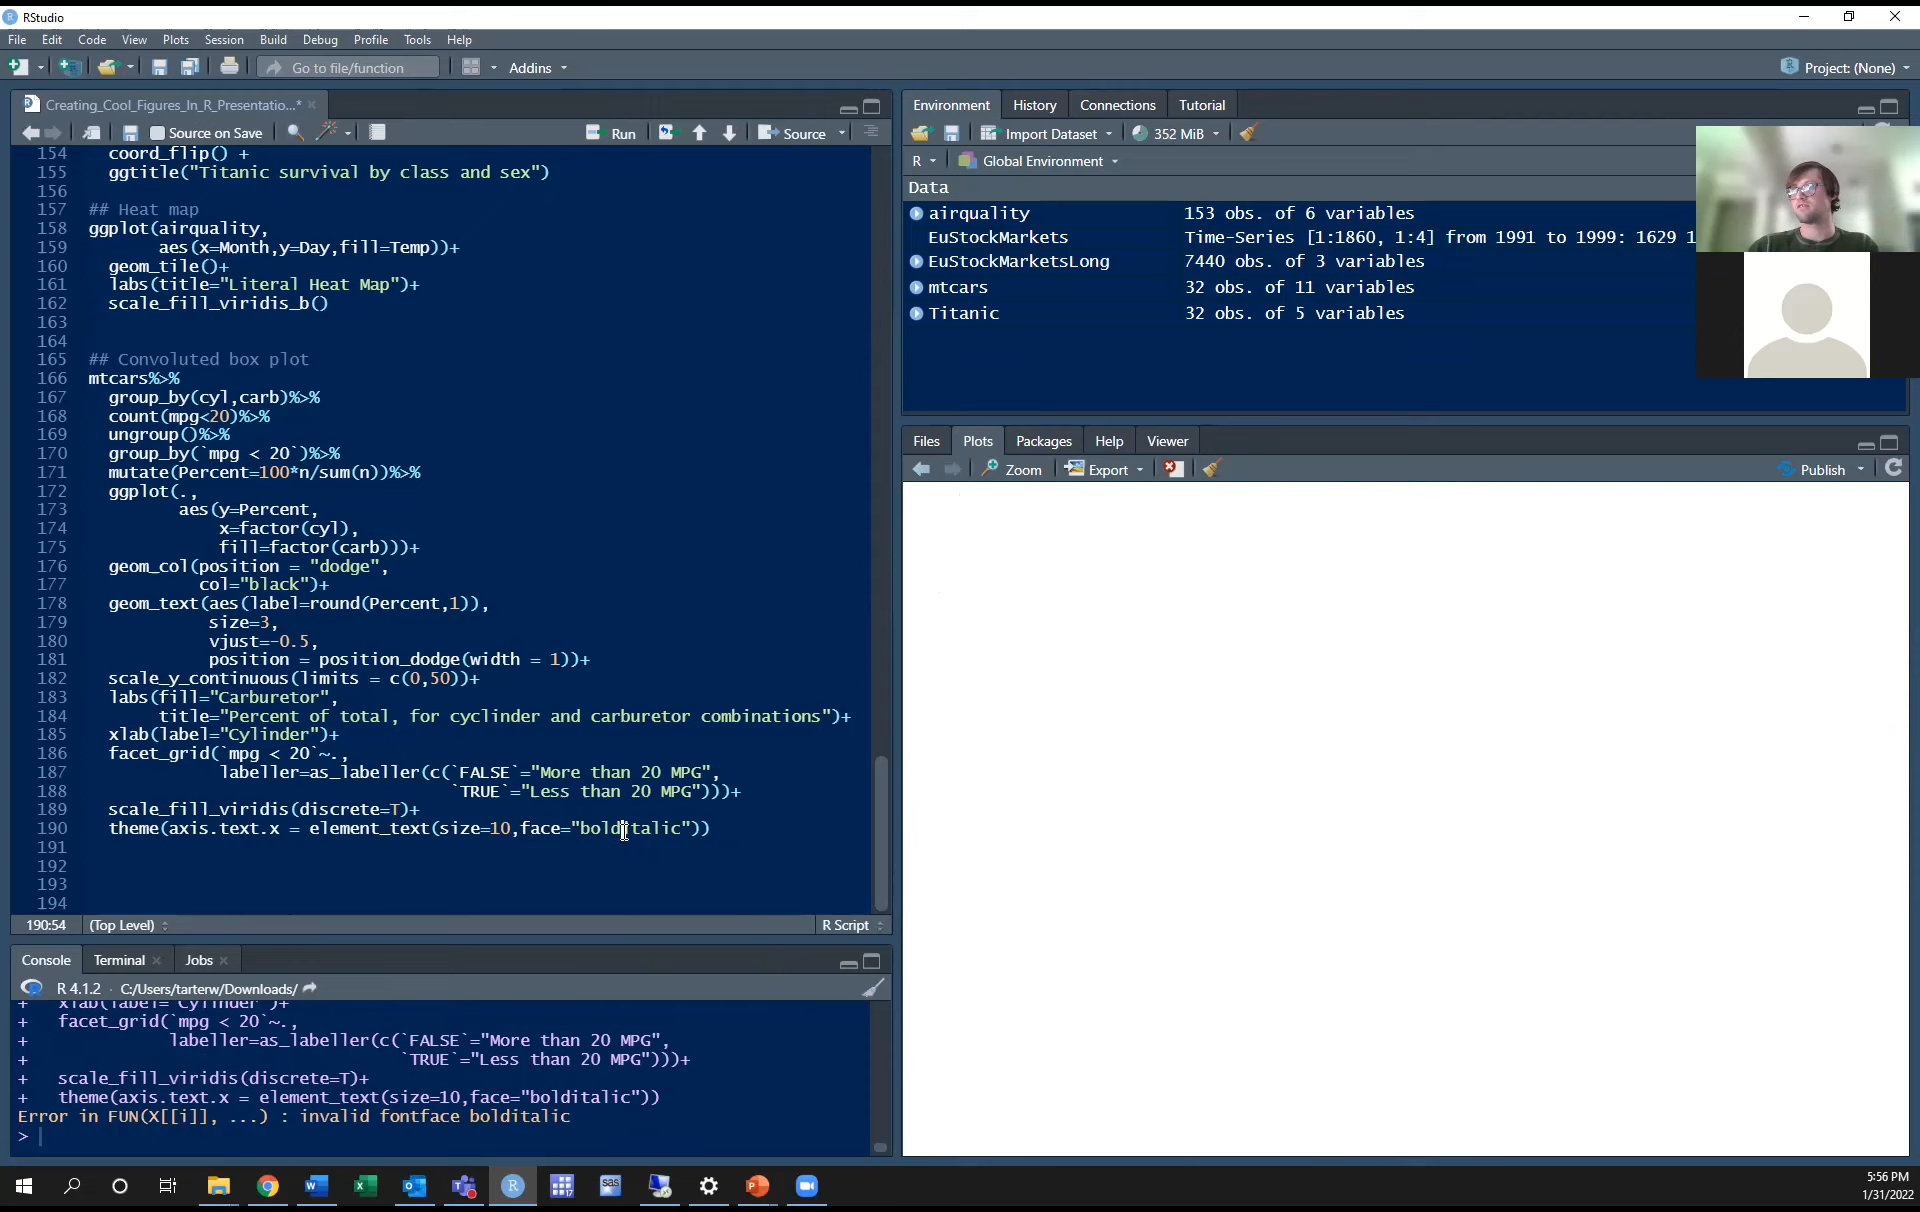 RStudio
File Edit Code View Plots Session Build Debug Profile Tools Help
Go to file/function Addins Project: (None)
Creating_Cool_Figures_In_R_Presentatio...*
Source on Save Run Source
154 coord_flip() +
155 ggtitle("Titanic survival by class and sex")
156
157 ## Heat map
158 ggplot(airquality,
159 aes(x=Month,y=Day,fill=Temp))+
160 geom_tile()+
161 labs(title="Literal Heat Map")+
162 scale_fill_viridis_b()
163
164
165 ## Convoluted box plot
166 mtcars%>%
167 group_by(cyl,carb)%>%
168 count(mpg<20)%>%
169 ungroup()%>%
170 group_by(`mpg < 20`)%>%
171 mutate(Percent=100*n/sum(n))%>%
172 ggplot(.,
173 aes(y=Percent,
174 x=factor(cyl),
175 fill=factor(carb)))+
176 geom_col(position = "dodge",
177 col="black")+
178 geom_text(aes(label=round(Percent,1)),
179 size=3,
180 vjust=-0.5,
181 position = position_dodge(width = 1))+
182 scale_y_continuous(limits = c(0,50))+
183 labs(fill="Carburetor",
184 title="Percent of total, for cyclinder and carburetor combinations")+
185 xlab(label="Cylinder")+
186 facet_grid(`mpg < 20`~.,
187 labeller=as_labeller(c(`FALSE`="More than 20 MPG",
188 `TRUE`="Less than 20 MPG")))+
189 scale_fill_viridis(discrete=T)+
190 theme(axis.text.x = element_text(size=10,face="bolditalic"))
191
192
193
194
190:54 (Top Level) R Script
Console Terminal Jobs
R 4.1.2 · C:/Users/tarterw/Downloads/
+ xlab(label="Cylinder")+
+ facet_grid(`mpg < 20`~.,
+ labeller=as_labeller(c(`FALSE`="More than 20 MPG",
+ `TRUE`="Less than 20 MPG")))+
+ scale_fill_viridis(discrete=T)+
+ theme(axis.text.x = element_text(size=10,face="bolditalic"))
Error in FUN(X[[i]], ...) : invalid fontface bolditalic
>
Environment History Connections Tutorial
Import Dataset 352 MiB
R Global Environment
Data
airquality 153 obs. of 6 variables
EuStockMarkets Time-Series [1:1860, 1:4] from 1991 to 1999: 1629 1
EuStockMarketsLong 7440 obs. of 3 variables
mtcars 32 obs. of 11 variables
Titanic 32 obs. of 5 variables
Files Plots Packages Help Viewer
Zoom Export Publish
5:56 PM
1/31/2022